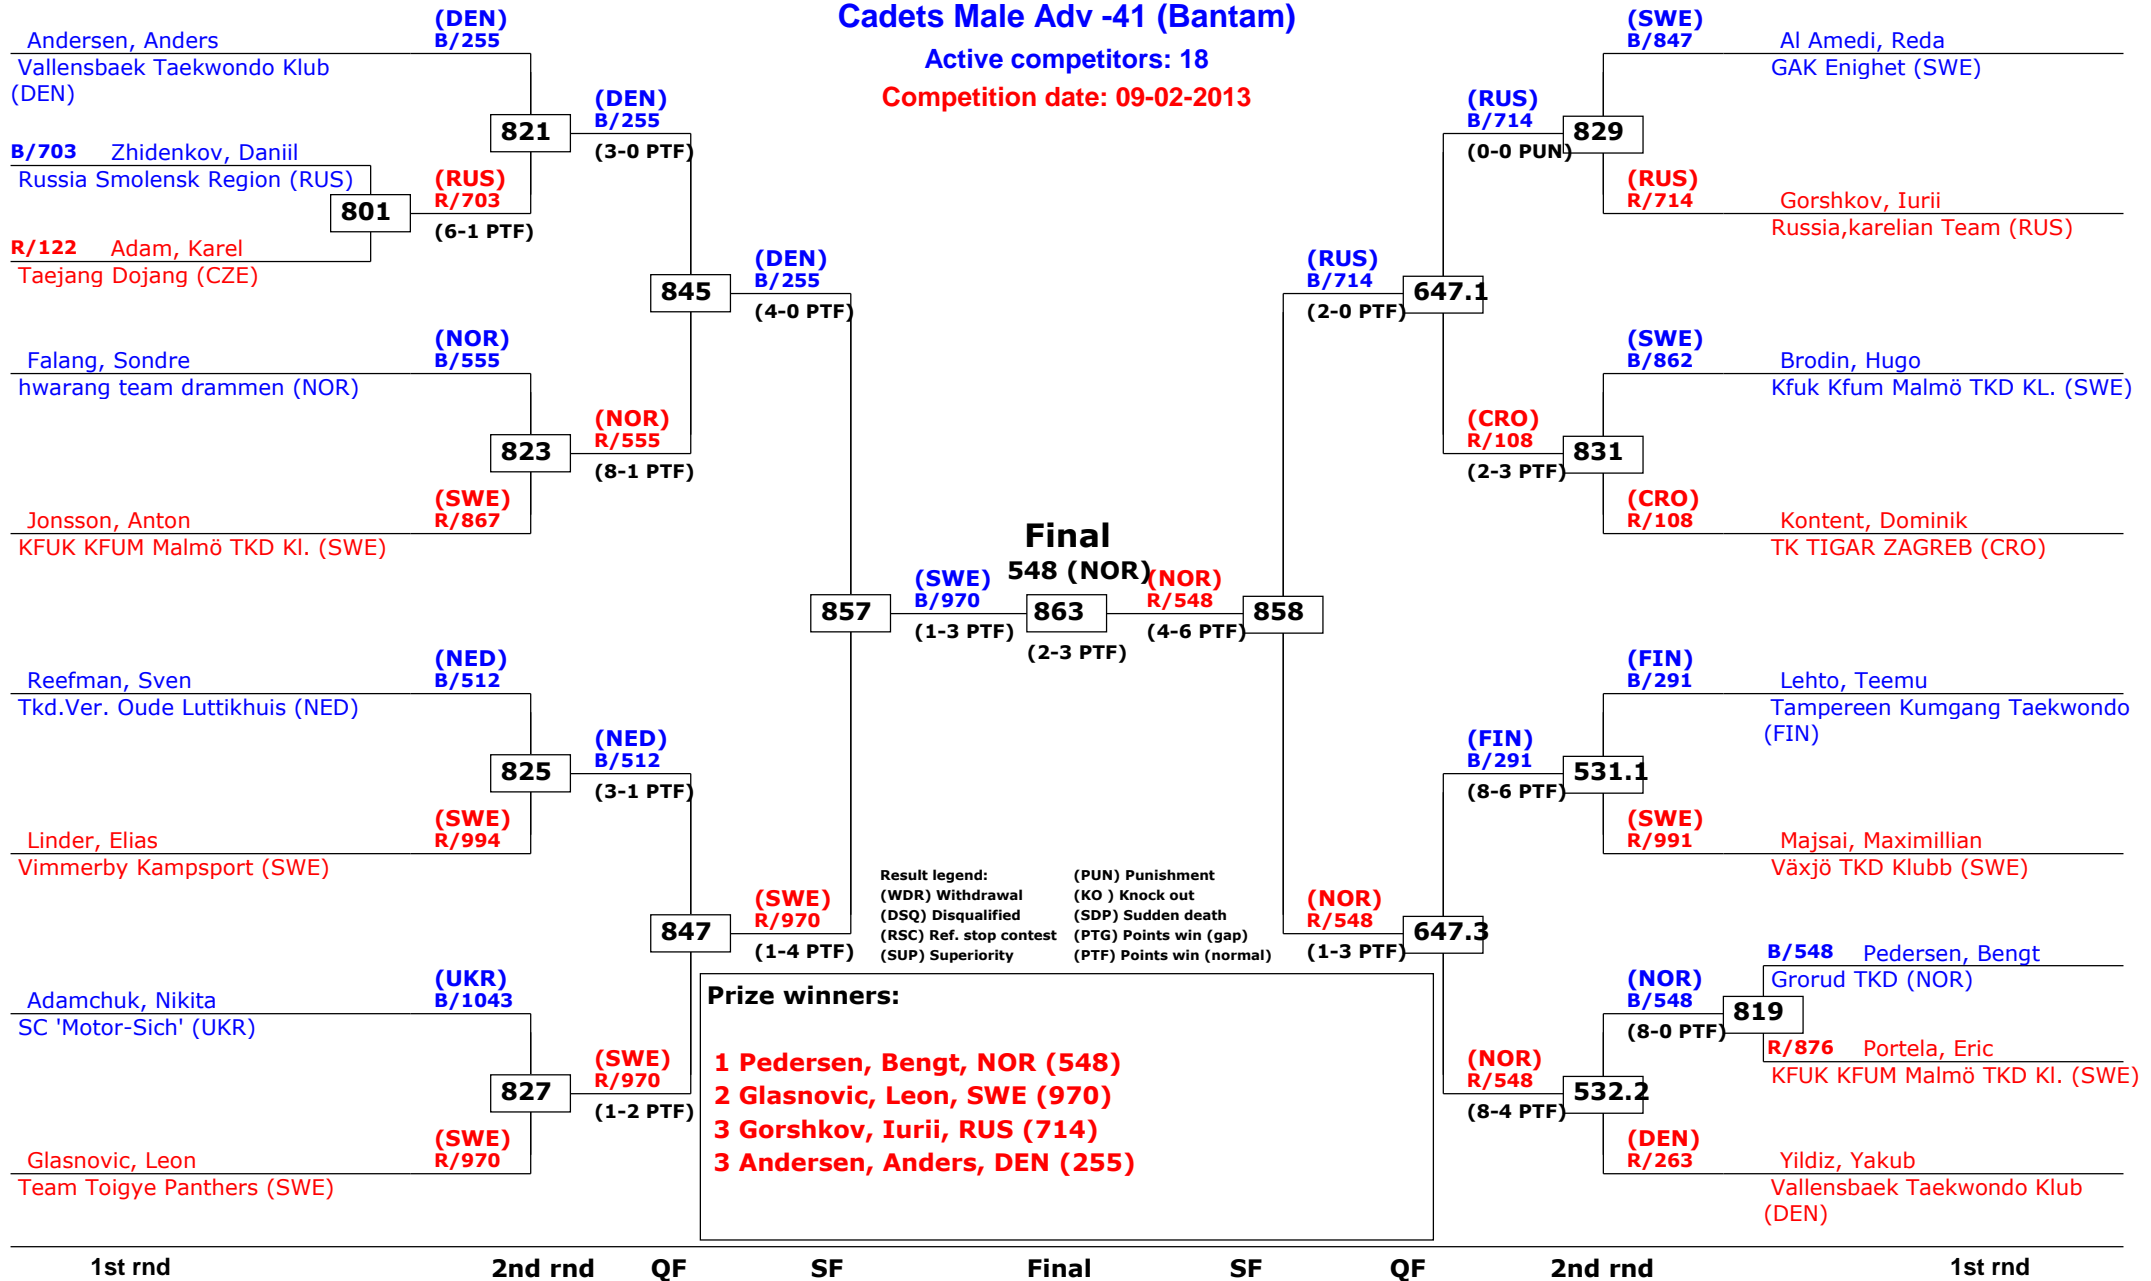 Cadets Male Adv -41 (Bantam)
Active competitors: 18
Competition date: 09-02-2013
(DEN)
B/255
Andersen, Anders
Vallensbaek Taekwondo Klub
(DEN)
821
(DEN)
B/255
(3-0 PTF)
B/703 Zhidenkov, Daniil
Russia Smolensk Region (RUS)
801
(RUS)
R/703
(6-1 PTF)
R/122 Adam, Karel
Taejang Dojang (CZE)
845
(DEN)
B/255
(4-0 PTF)
(NOR)
B/555
Falang, Sondre
hwarang team drammen (NOR)
823
(NOR)
R/555
(8-1 PTF)
(SWE)
R/867
Jonsson, Anton
KFUK KFUM Malmö TKD Kl. (SWE)
857
(SWE)
B/970
(1-3 PTF)
(NED)
B/512
Reefman, Sven
Tkd.Ver. Oude Luttikhuis (NED)
825
(NED)
B/512
(3-1 PTF)
(SWE)
R/994
Linder, Elias
Vimmerby Kampsport (SWE)
847
(SWE)
R/970
(1-4 PTF)
(UKR)
B/1043
Adamchuk, Nikita
SC 'Motor-Sich' (UKR)
827
(SWE)
R/970
(1-2 PTF)
(SWE)
R/970
Glasnovic, Leon
Team Toigye Panthers (SWE)
Final
548 (NOR)
863
(2-3 PTF)
(NOR)
R/548
(4-6 PTF)
858
(SWE)
B/847
Al Amedi, Reda
GAK Enighet (SWE)
(RUS)
B/714
(0-0 PUN)
829
(RUS)
R/714
Gorshkov, Iurii
Russia,karelian Team (RUS)
(RUS)
B/714
(2-0 PTF)
647.1
(SWE)
B/862
Brodin, Hugo
Kfuk Kfum Malmö TKD KL. (SWE)
(CRO)
R/108
(2-3 PTF)
831
(CRO)
R/108
Kontent, Dominik
TK TIGAR ZAGREB (CRO)
(FIN)
B/291
Lehto, Teemu
Tampereen Kumgang Taekwondo
(FIN)
(FIN)
B/291
(8-6 PTF)
531.1
(SWE)
R/991
Majsai, Maximillian
Växjö TKD Klubb (SWE)
(NOR)
R/548
(1-3 PTF)
647.3
B/548 Pedersen, Bengt
Grorud TKD (NOR)
(NOR)
B/548
(8-0 PTF)
819
R/876 Portela, Eric
KFUK KFUM Malmö TKD Kl. (SWE)
(NOR)
R/548
(8-4 PTF)
532.2
(DEN)
R/263
Yildiz, Yakub
Vallensbaek Taekwondo Klub
(DEN)
Result legend: (PUN) Punishment
(WDR) Withdrawal (KO ) Knock out
(DSQ) Disqualified (SDP) Sudden death
(RSC) Ref. stop contest (PTG) Points win (gap)
(SUP) Superiority (PTF) Points win (normal)
Prize winners:
1 Pedersen, Bengt, NOR (548)
2 Glasnovic, Leon, SWE (970)
3 Gorshkov, Iurii, RUS (714)
3 Andersen, Anders, DEN (255)
1st rnd 2nd rnd QF SF Final SF QF 2nd rnd 1st rnd